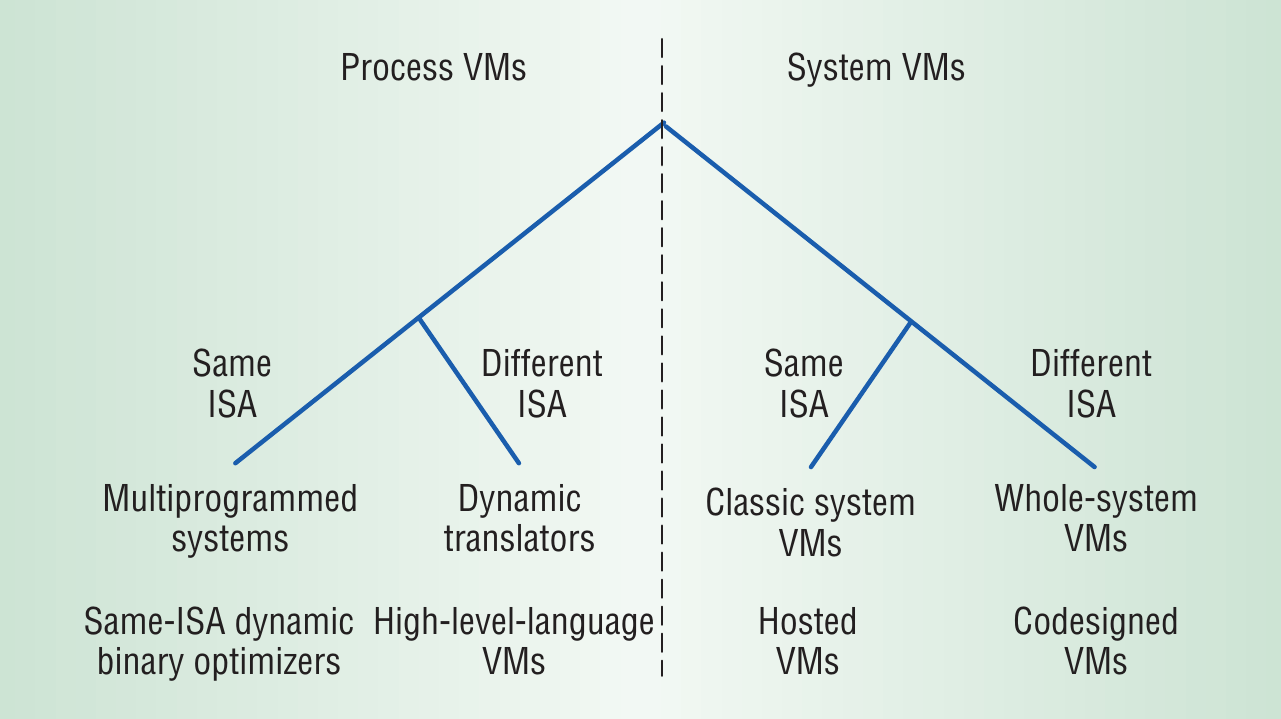 Process VMs
System VMs
Same
ISA
Different
ISA
Same
ISA
Different
ISA
Multiprogrammed
systems
Dynamic
translators
Classic system
VMs
Whole-system
VMs
Same-ISA dynamic
binary optimizers
High-level-language
VMs
Hosted
VMs
Codesigned
VMs